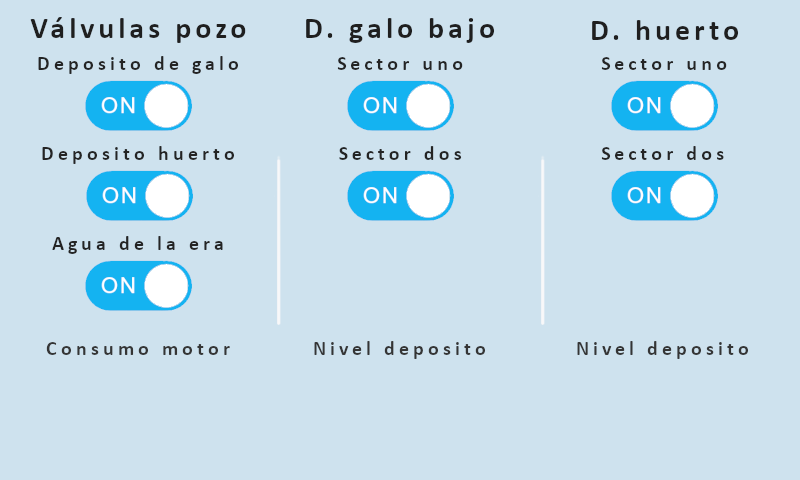 Válvulas pozo
Deposito de galo
ON
Deposito huerto
ON
Agua de la era
ON
Consumo motor
D. galo bajo
Sector uno
ON
Sector dos
ON
Nivel deposito
D. huerto
Sector uno
ON
Sector dos
ON
Nivel deposito